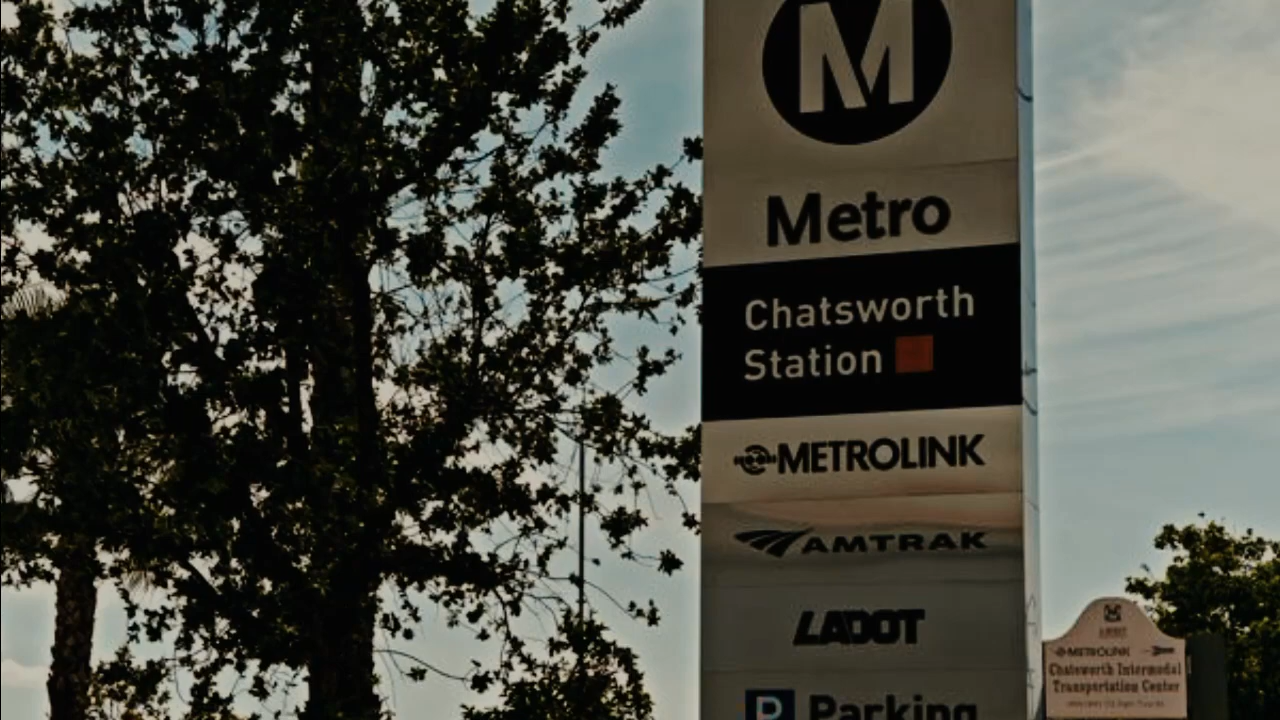 M
Metro
Chatsworth
Station
METROLINK
AMTRAK
LADOT
P Parking
METROLINK
Chatsworth Intermodal
Transportation Center